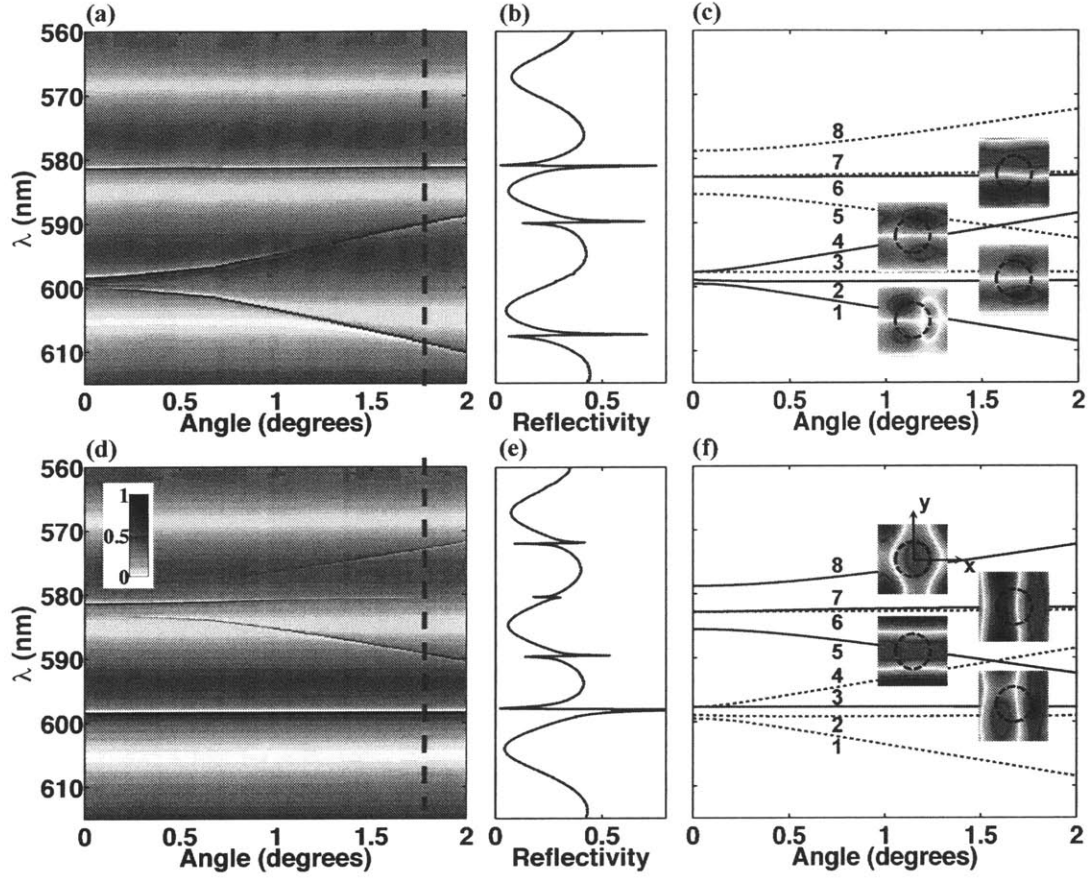 (a)
(b)
(c)
560
570
580
590
600
610
λ (nm)
0 0.5 1 1.5 2
Angle (degrees)
0 0.5
Reflectivity
8
7
6
5
4
3
2
1
0 0.5 1 1.5 2
Angle (degrees)
(d)
(e)
(f)
560
570
580
590
600
610
λ (nm)
1
0.5
0
0 0.5 1 1.5 2
Angle (degrees)
0 0.5
Reflectivity
y
x
8
7
6
5
4
3
2
1
0 0.5 1 1.5 2
Angle (degrees)